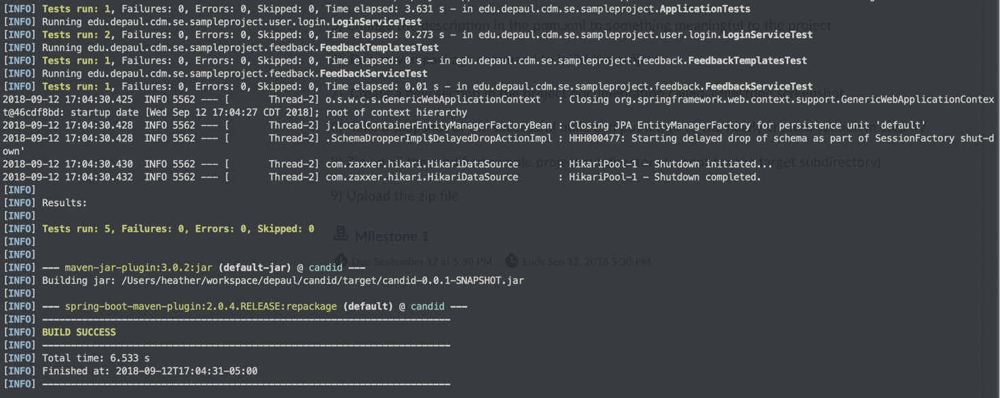 [INFO] Tests run: 1, Failures: 0, Errors: 0, Skipped: 0, Time elapsed: 3.631 s - in edu.depaul.cdm.se.sampleproject.ApplicationTests
[INFO] Running edu.depaul.cdm.se.sampleproject.user.login.LoginServiceTest
change the description in the pom.xml to something meaningful to the project
[INFO] Tests run: 2, Failures: 0, Errors: 0, Skipped: 0, Time elapsed: 0.273 s - in edu.depaul.cdm.se.sampleproject.user.login.LoginServiceTest
[INFO] Running edu.depaul.cdm.se.sampleproject.feedback.FeedbackTemplatesTest
[INFO] Tests run: 1, Failures: 0, Errors: 0, Skipped: 0, Time elapsed: 0 s - in edu.depaul.cdm.se.sampleproject.feedback.FeedbackTemplatesTest
[INFO] Running edu.depaul.cdm.se.sampleproject.feedback.FeedbackServiceTest
[INFO] Tests run: 1, Failures: 0, Errors: 0, Skipped: 0, Time elapsed: 0.01 s - in edu.depaul.cdm.se.sampleproject.feedback.FeedbackServiceTest
2018-09-12 17:04:30.425  INFO 5562 --- [       Thread-2] o.s.w.c.s.GenericWebApplicationContext   : Closing org.springframework.web.context.support.GenericWebApplicationContex
t@46cdf8bd: startup date [Wed Sep 12 17:04:27 CDT 2018]; root of context hierarchy
2018-09-12 17:04:30.428  INFO 5562 --- [       Thread-2] j.LocalContainerEntityManagerFactoryBean : Closing JPA EntityManagerFactory for persistence unit 'default'
2018-09-12 17:04:30.428  INFO 5562 --- [       Thread-2] .SchemaDropperImpl$DelayedDropActionImpl : HHH000477: Starting delayed drop of schema as part of SessionFactory shut-d
own'
2018-09-12 17:04:30.430  INFO 5562 --- [       Thread-2] com.zaxxer.hikari.HikariDataSource       : HikariPool-1 - Shutdown initiated...
2018-09-12 17:04:30.432  INFO 5562 --- [       Thread-2] com.zaxxer.hikari.HikariDataSource       : HikariPool-1 - Shutdown completed.
[INFO]
9) Upload the zip file
[INFO] Results:
[INFO]
[INFO] Tests run: 5, Failures: 0, Errors: 0, Skipped: 0
Milestone 1
[INFO]
[INFO]
Due September 12 at 5:30 PM Ends Sep 12, 2018 5:30 PM
[INFO] --- maven-jar-plugin:3.0.2:jar (default-jar) @ candid ---
[INFO] Building jar: /Users/heather/workspace/depaul/candid/target/candid-0.0.1-SNAPSHOT.jar
[INFO]
[INFO] --- spring-boot-maven-plugin:2.0.4.RELEASE:repackage (default) @ candid ---
[INFO] ------------------------------------------------------------------------
[INFO] BUILD SUCCESS
[INFO] ------------------------------------------------------------------------
[INFO] Total time: 6.533 s
[INFO] Finished at: 2018-09-12T17:04:31-05:00
[INFO] ------------------------------------------------------------------------